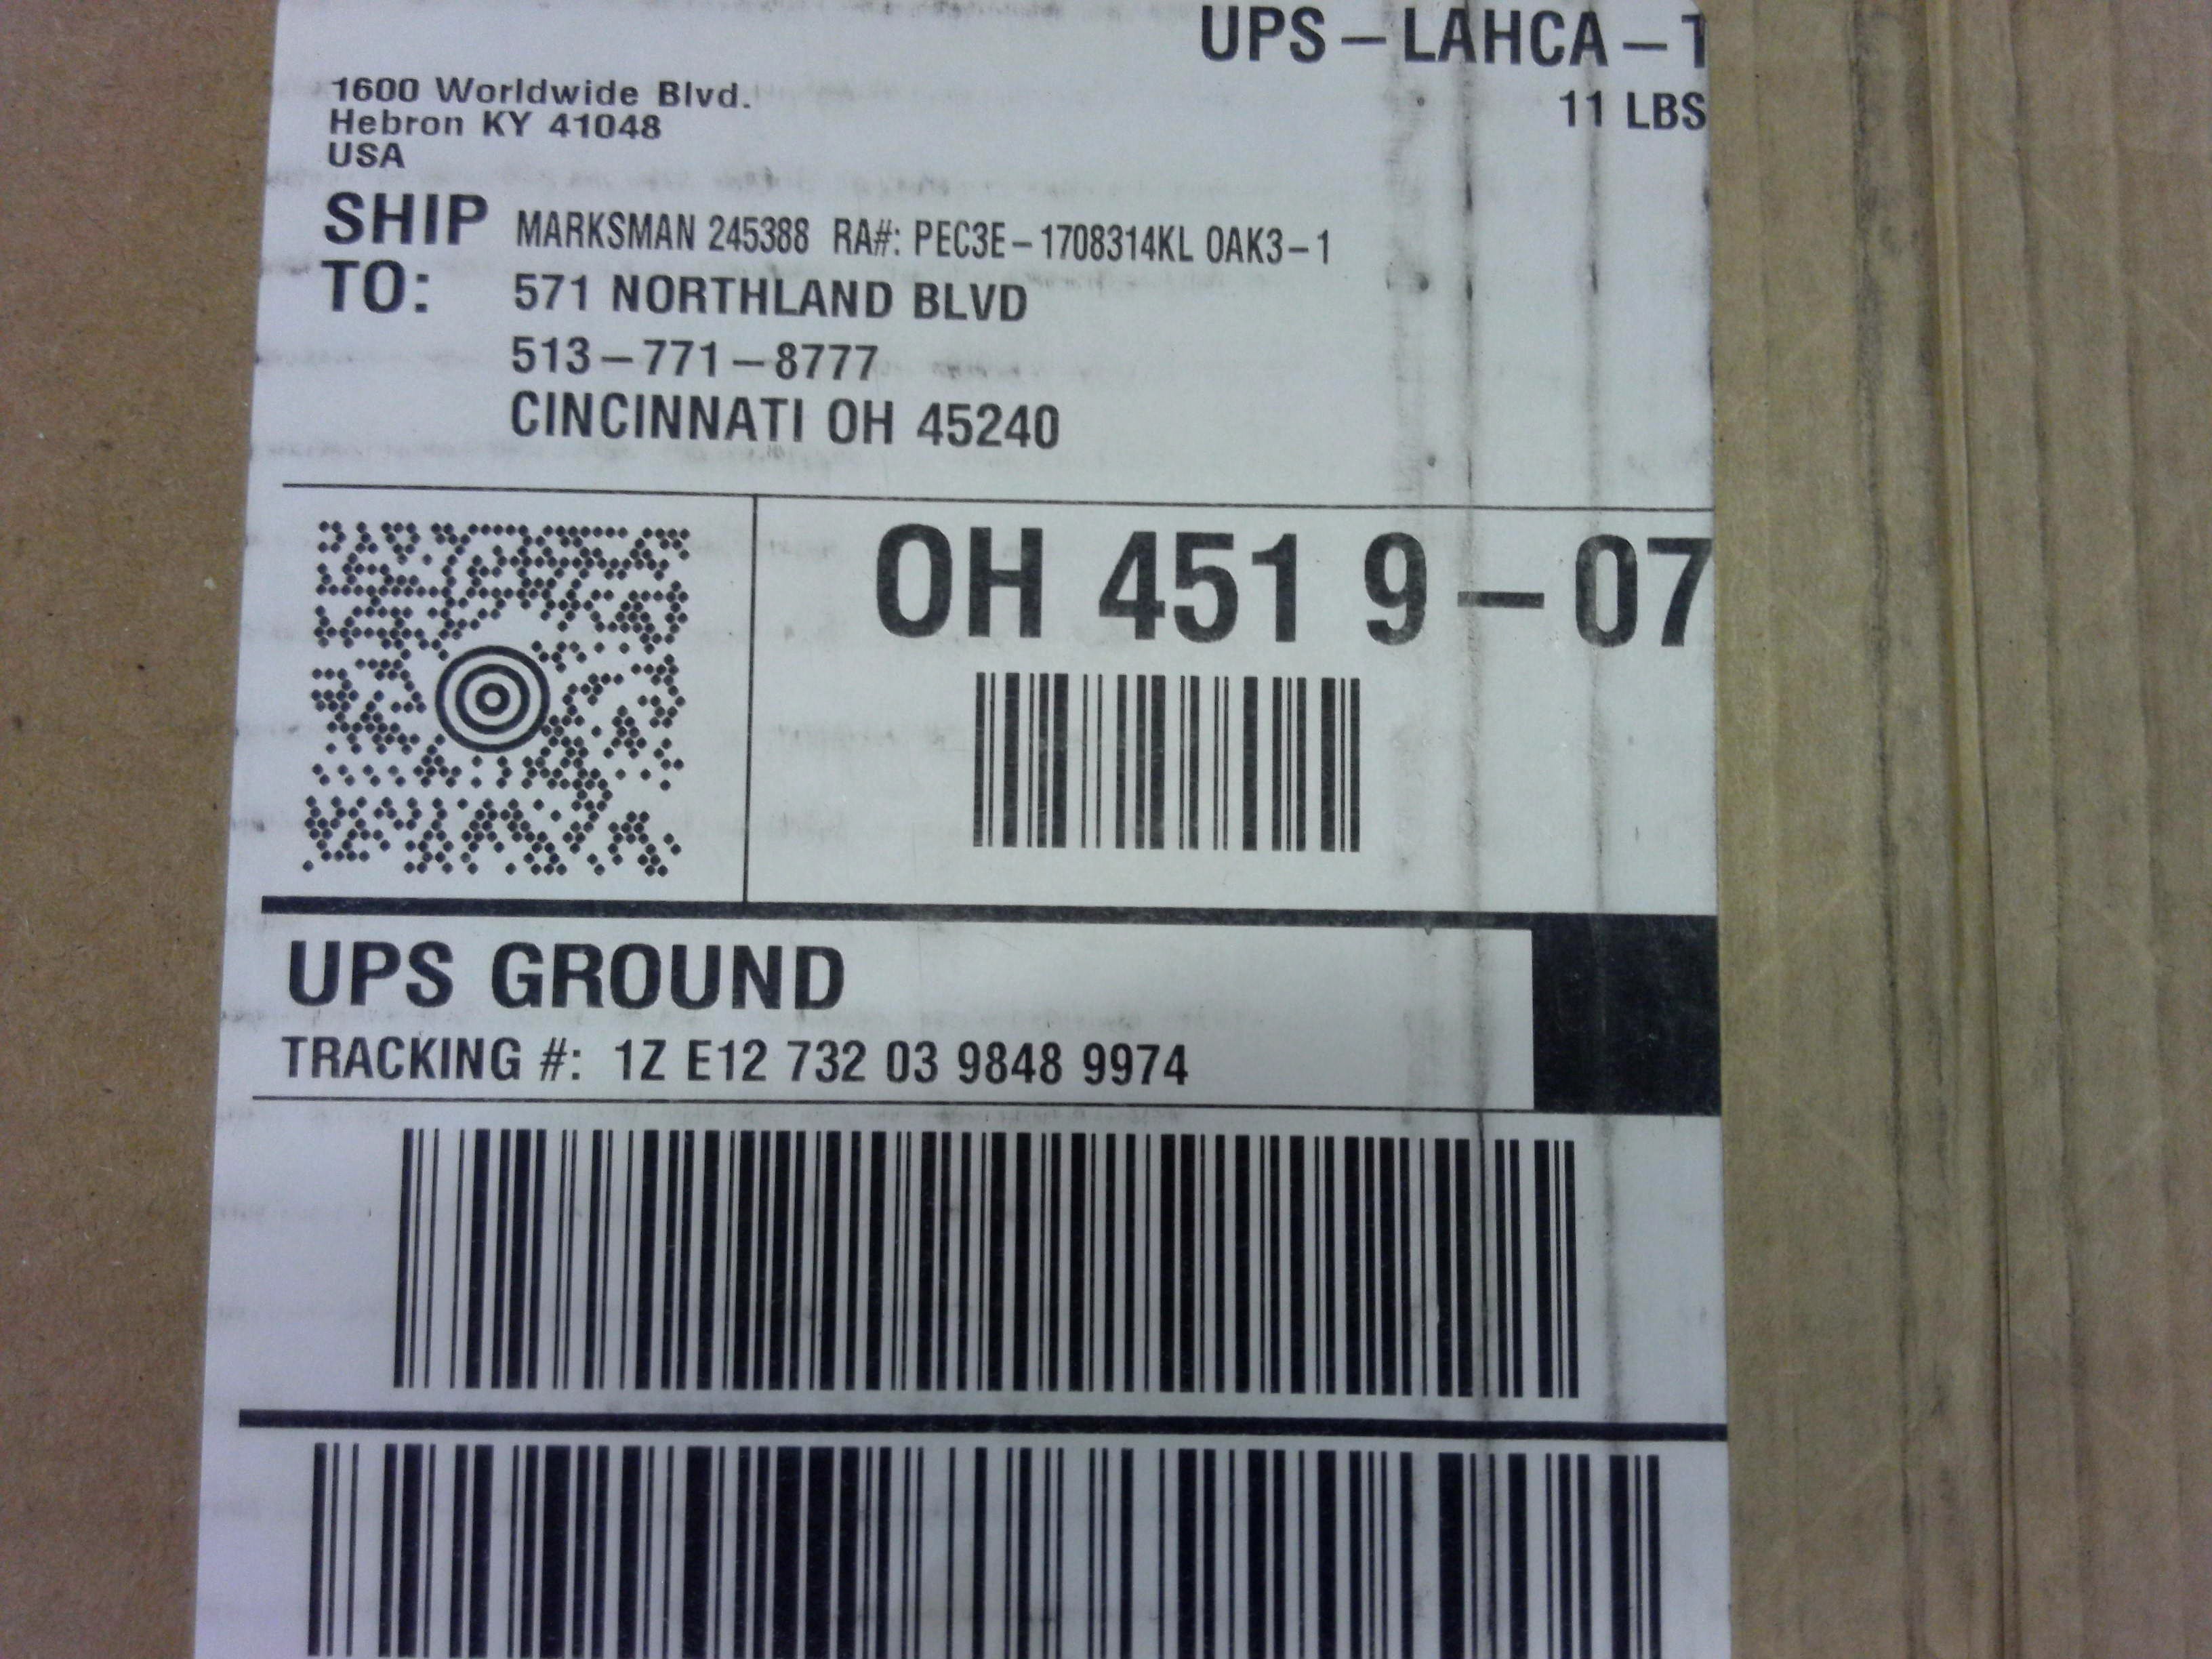 UPS-LAHCA-1
1600 Worldwide Blvd.
11 LBS
Hebron KY 41048
USA
SHIP TO:
MARKSMAN 245388 RA#: PEC3E-1708314KL OAK3-1
571 NORTHLAND BLVD
513-771-8777
CINCINNATI OH 45240
OH 451 9-07
UPS GROUND
TRACKING #: 1Z E12 732 03 9848 9974